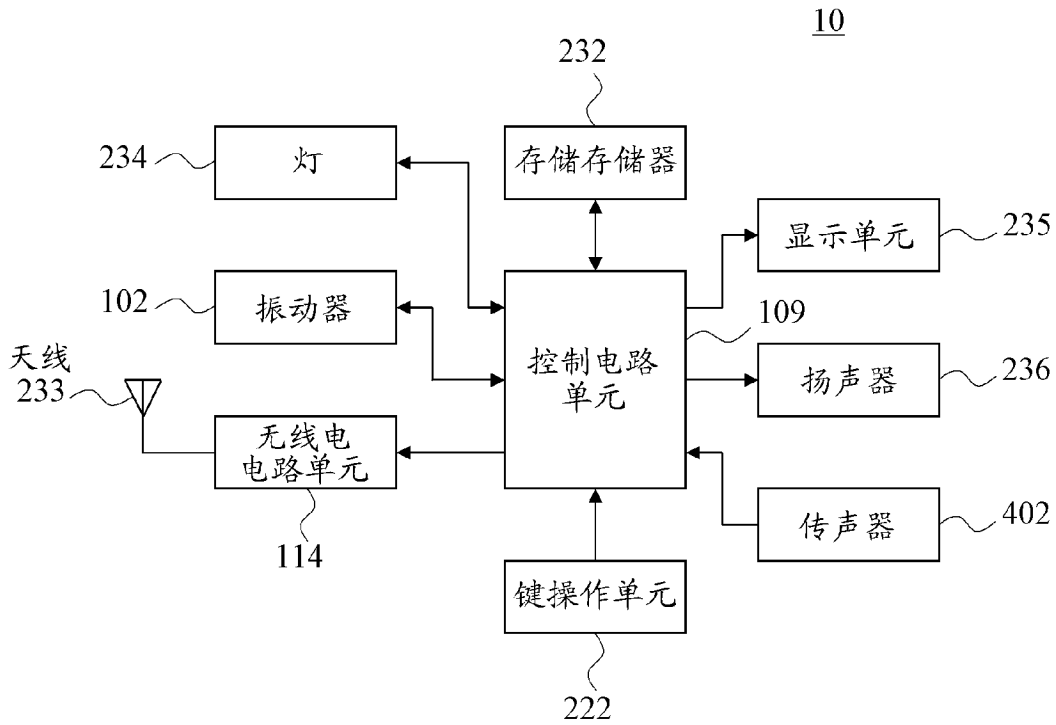 10
232
234
灯
存储存储器
显示单元
235
102
振动器
109
天线
233
控制电路
单元
扬声器
236
无线电
电路单元
传声器
402
114
键操作单元
222